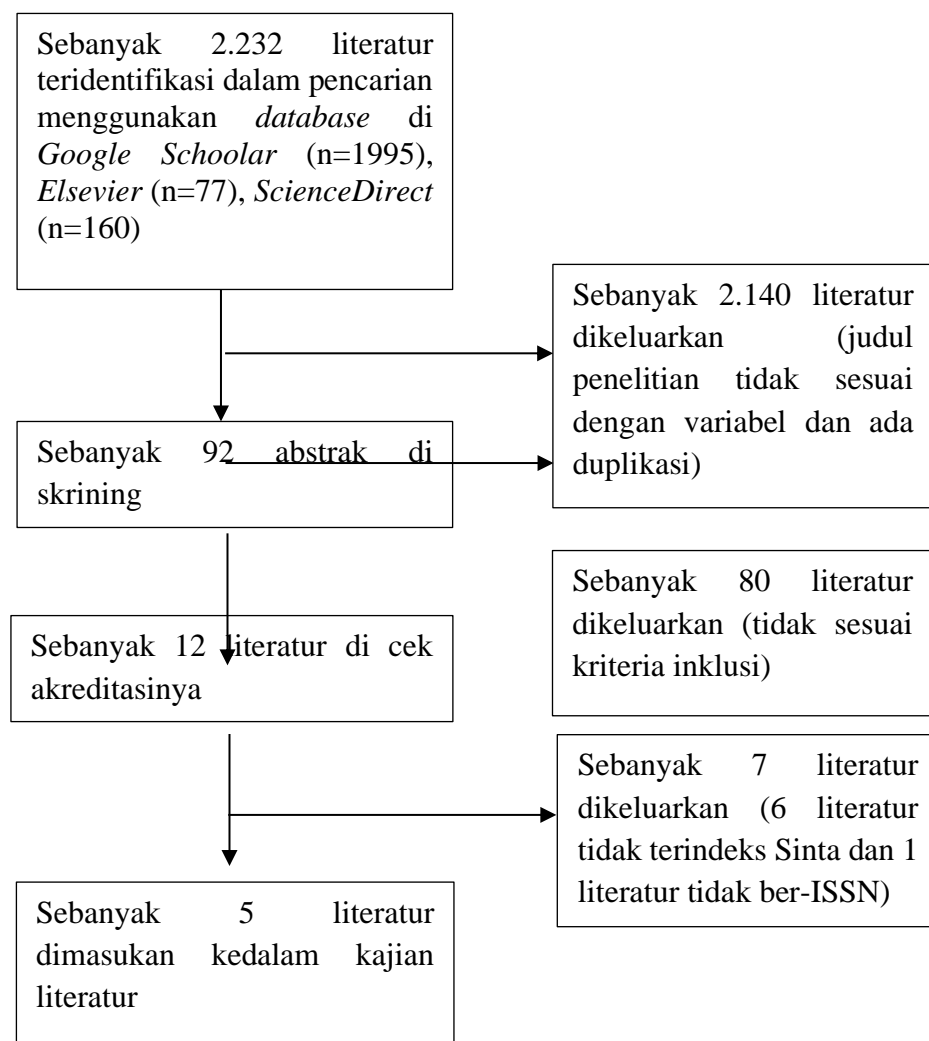 Sebanyak 2.232 literatur
teridentifikasi dalam pencarian
menggunakan database di
Google Schoolar (n=1995),
Elsevier (n=77), ScienceDirect
(n=160)
Sebanyak 2.140 literatur
dikeluarkan (judul
penelitian tidak sesuai
dengan variabel dan ada
duplikasi)
Sebanyak 92 abstrak di
skrining
Sebanyak 80 literatur
dikeluarkan (tidak sesuai
kriteria inklusi)
Sebanyak 12 literatur di cek
akreditasinya
Sebanyak 7 literatur
dikeluarkan (6 literatur
tidak terindeks Sinta dan 1
literatur tidak ber-ISSN)
Sebanyak 5 literatur
dimasukan kedalam kajian
literatur